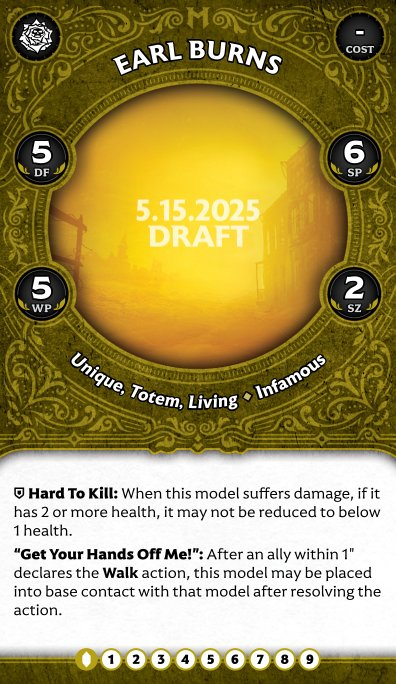 M
-
COST
EARL BURNS
5
DF
6
SP
5.15.2025
DRAFT
5
WP
2
SZ
Unique, Totem, Living ⬥ Infamous
Hard To Kill: When this model suffers damage, if it
has 2 or more health, it may not be reduced to below
1 health.
“Get Your Hands Off Me!”: After an ally within 1"
declares the Walk action, this model may be placed
into base contact with that model after resolving the
action.
1 2 3 4 5 6 7 8 9